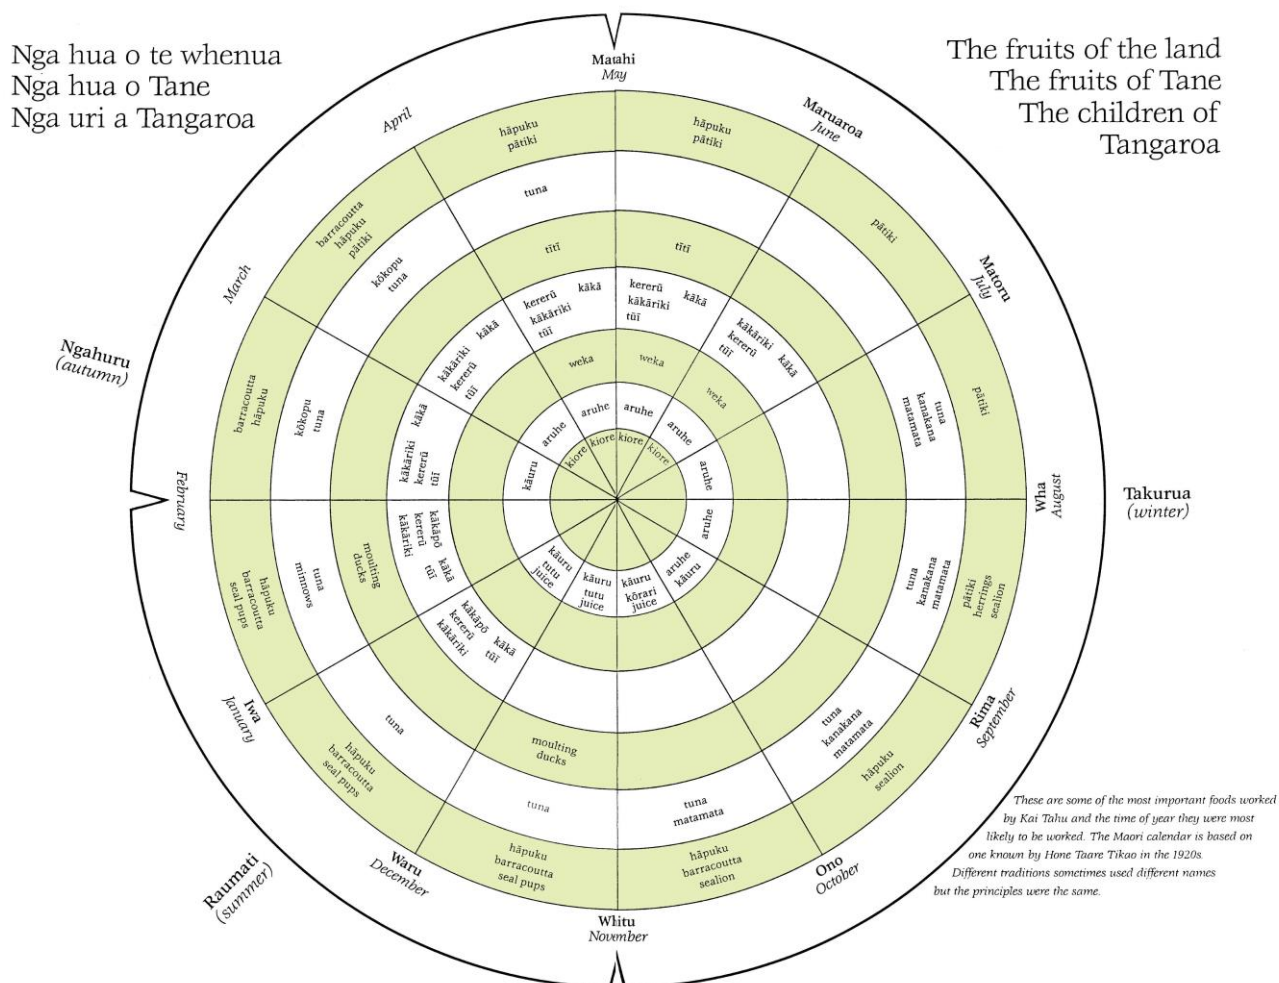 Nga hua o te whenua
Nga hua o Tane
Nga uri a Tangaroa
The fruits of the land
The fruits of Tane
The children of
Tangaroa
Matahi
May
Maruaroa
June
Matoru
July
Wha
August
Takurua
(winter)
Rima
September
Ono
October
Whitu
November
Waru
December
Raumati
(summer)
Iwa
January
February
Ngahuru
(autumn)
March
April
hāpuku
pātiki
pātiki
pātiki
pātiki
herrings
sealion
hāpuku
sealion
hāpuku
barracoutta
sealion
hāpuku
barracoutta
seal pups
hāpuku
barracoutta
seal pups
hāpuku
barracoutta
seal pups
barracoutta
hāpuku
barracoutta
hāpuku
pātiki
hāpuku
pātiki
tuna
kanakana
matamata
tuna
kanakana
matamata
tuna
kanakana
matamata
tuna
matamata
tuna
tuna
tuna
minnows
kōkopu
tuna
kōkopu
tuna
tuna
tītī
moulting
ducks
moulting
ducks
tītī
kererū kākā
kākāriki
tūī
kākāriki
kererū kākā
tūī
kākāpō kākā
kererū tūī
kākāriki
kākāpō kākā
kererū tūī
kākāriki
kākāriki kākā
kererū
tūī
kākāriki kākā
kererū
tūī
kererū kākā
kākāriki
tūī
weka
weka
weka
aruhe
aruhe
aruhe
aruhe
aruhe
kāuru
kāuru
kōrari
juice
kāuru
tutu
juice
kāuru
tutu
juice
kāuru
aruhe
aruhe
kiore
kiore
kiore
kiore
These are some of the most important foods worked
by Kai Tahu and the time of year they were most
likely to be worked. The Maori calendar is based on
one known by Hone Taare Tikao in the 1920s.
Different traditions sometimes used different names
but the principles were the same.